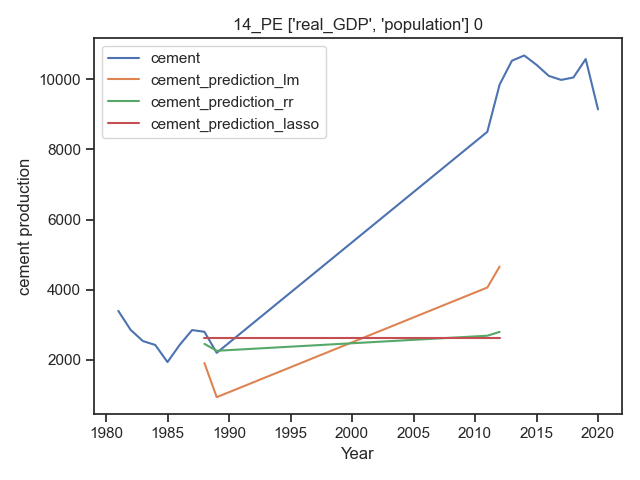 14_PE ['real_GDP', 'population'] 0
cement
cement_prediction_lm
cement_prediction_rr
cement_prediction_lasso
cement production
10000
8000
6000
4000
2000
1980 1985 1990 1995 2000 2005 2010 2015 2020
Year